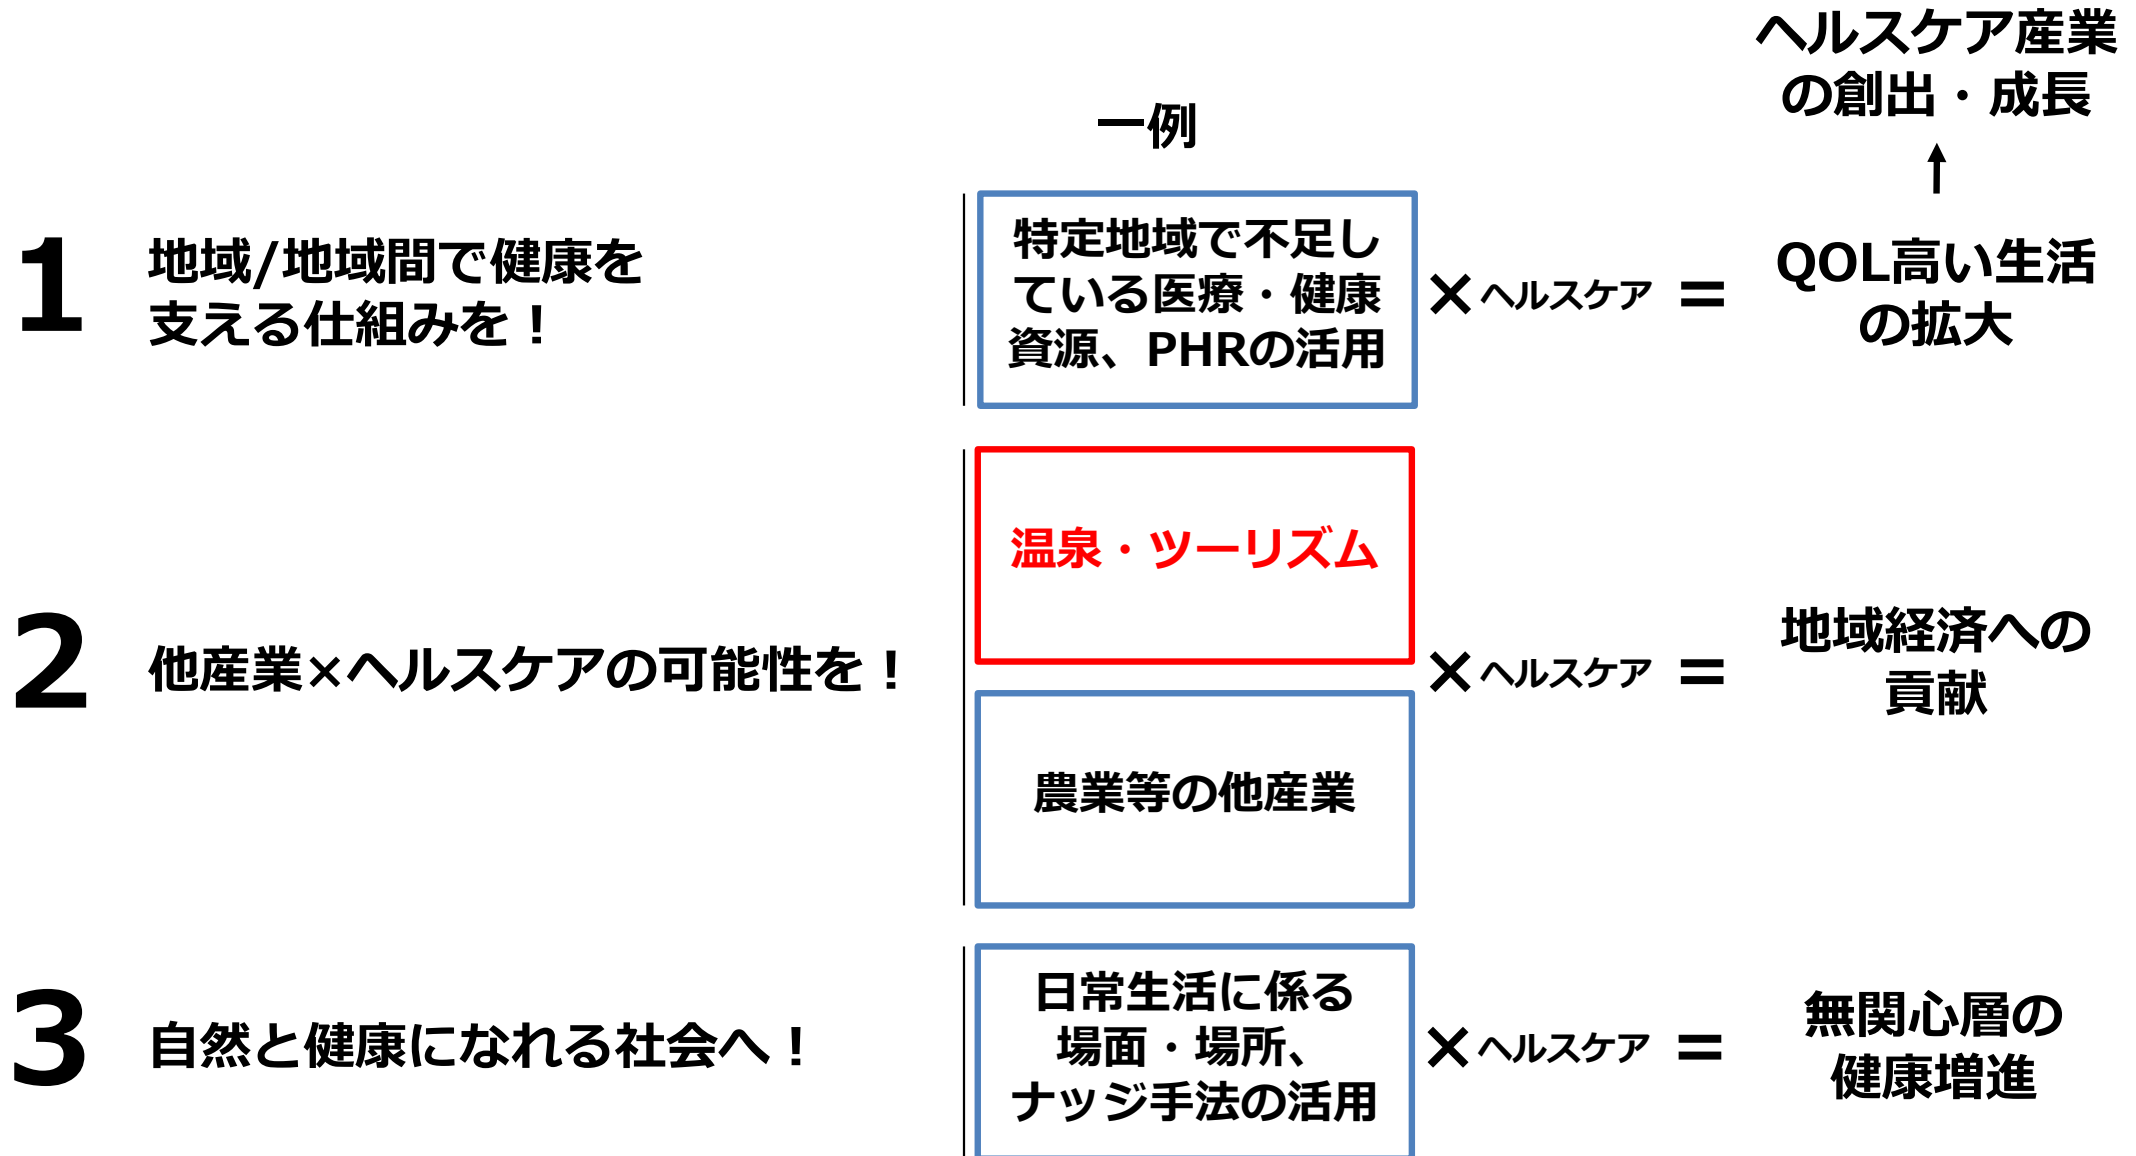 ヘルスケア産業
の創出・成長
一例
1
地域/地域間で健康を
支える仕組みを！
特定地域で不足し
ている医療・健康
資源、PHRの活用
×ヘルスケア ＝
QOL高い生活
の拡大
2
他産業×ヘルスケアの可能性を！
温泉・ツーリズム
農業等の他産業
×ヘルスケア ＝
地域経済への
貢献
3
自然と健康になれる社会へ！
日常生活に係る
場面・場所、
ナッジ手法の活用
×ヘルスケア ＝
無関心層の
健康増進